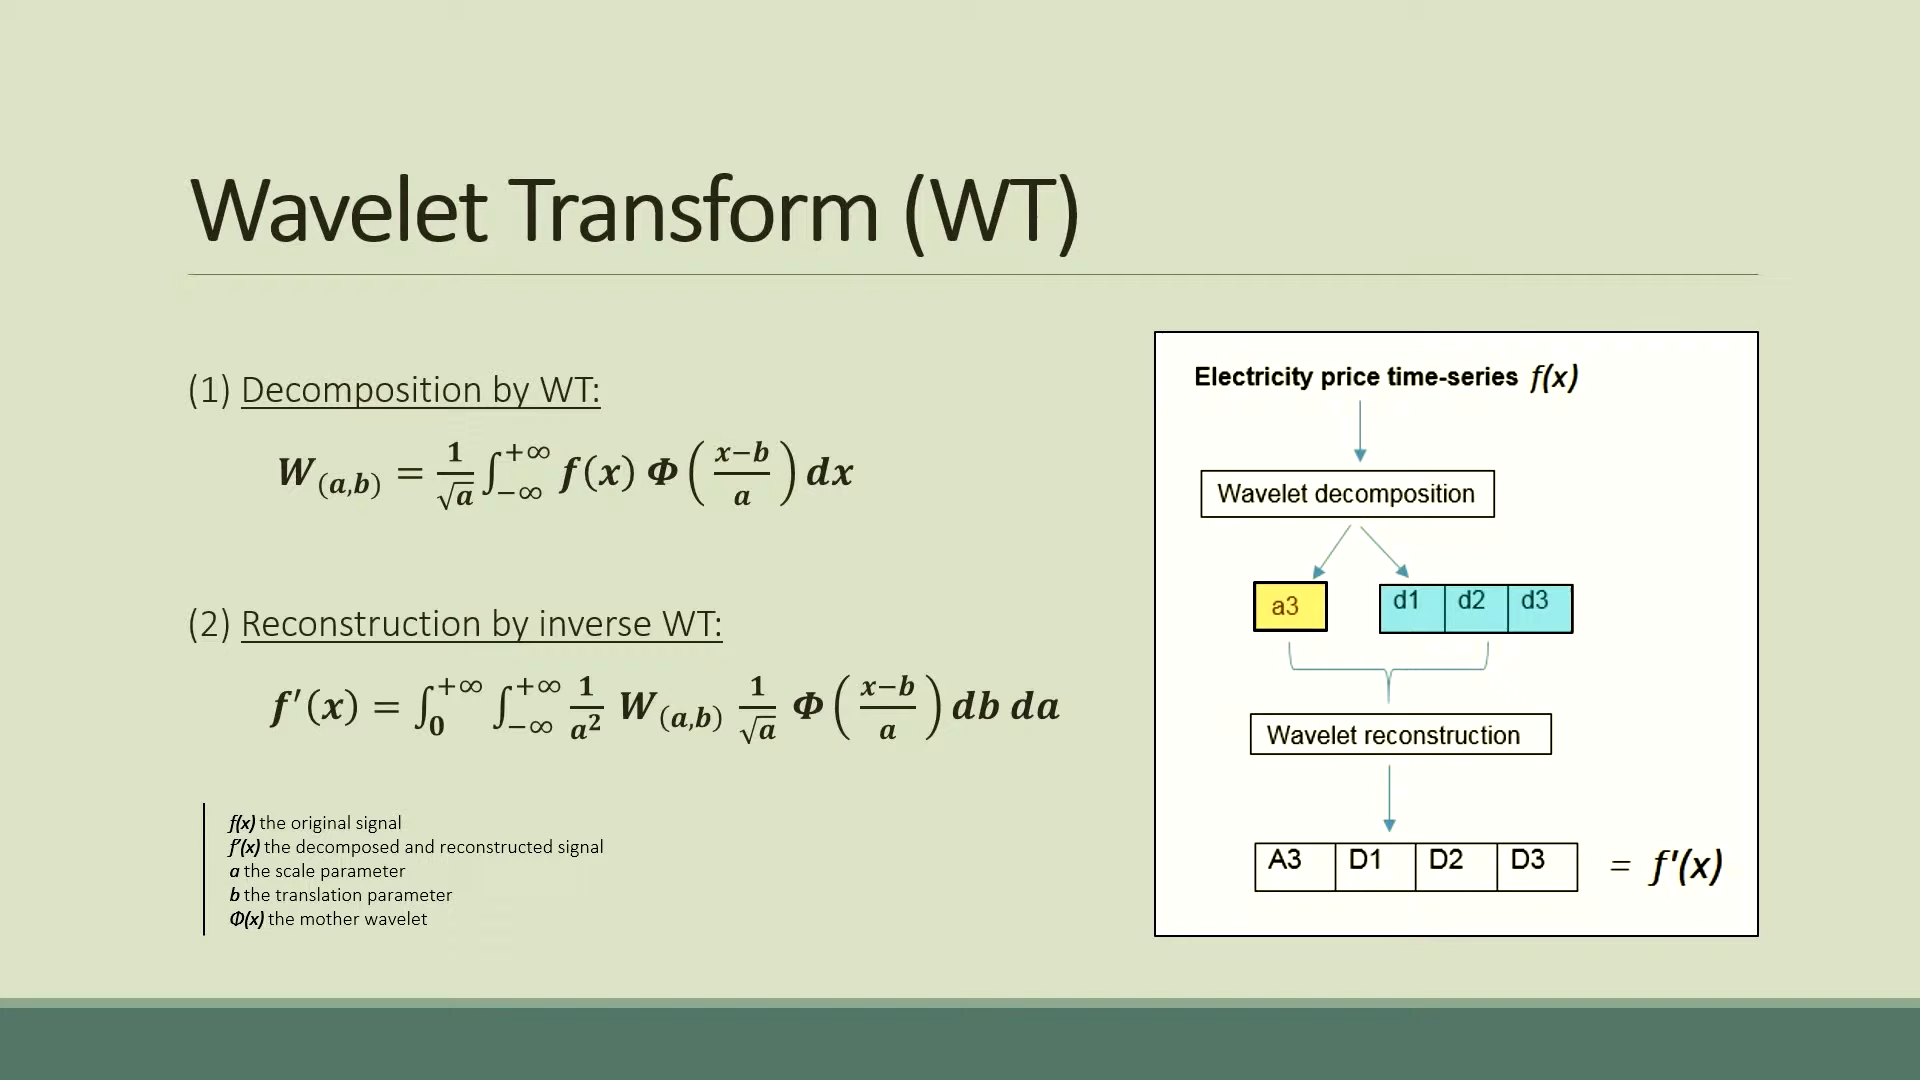 Wavelet Transform (WT)
(1) Decomposition by WT:
W(a,b) = 1/√a ∫−∞+∞ f(x) Φ((x−b)/a) dx
(2) Reconstruction by inverse WT:
f′(x) = ∫0+∞ ∫−∞+∞ 1/a² W(a,b) 1/√a Φ((x−b)/a) db da
f(x) the original signal
f'(x) the decomposed and reconstructed signal
a the scale parameter
b the translation parameter
Φ(x) the mother wavelet
Electricity price time-series f(x)
Wavelet decomposition
a3 d1 d2 d3
Wavelet reconstruction
A3 D1 D2 D3 = f'(x)